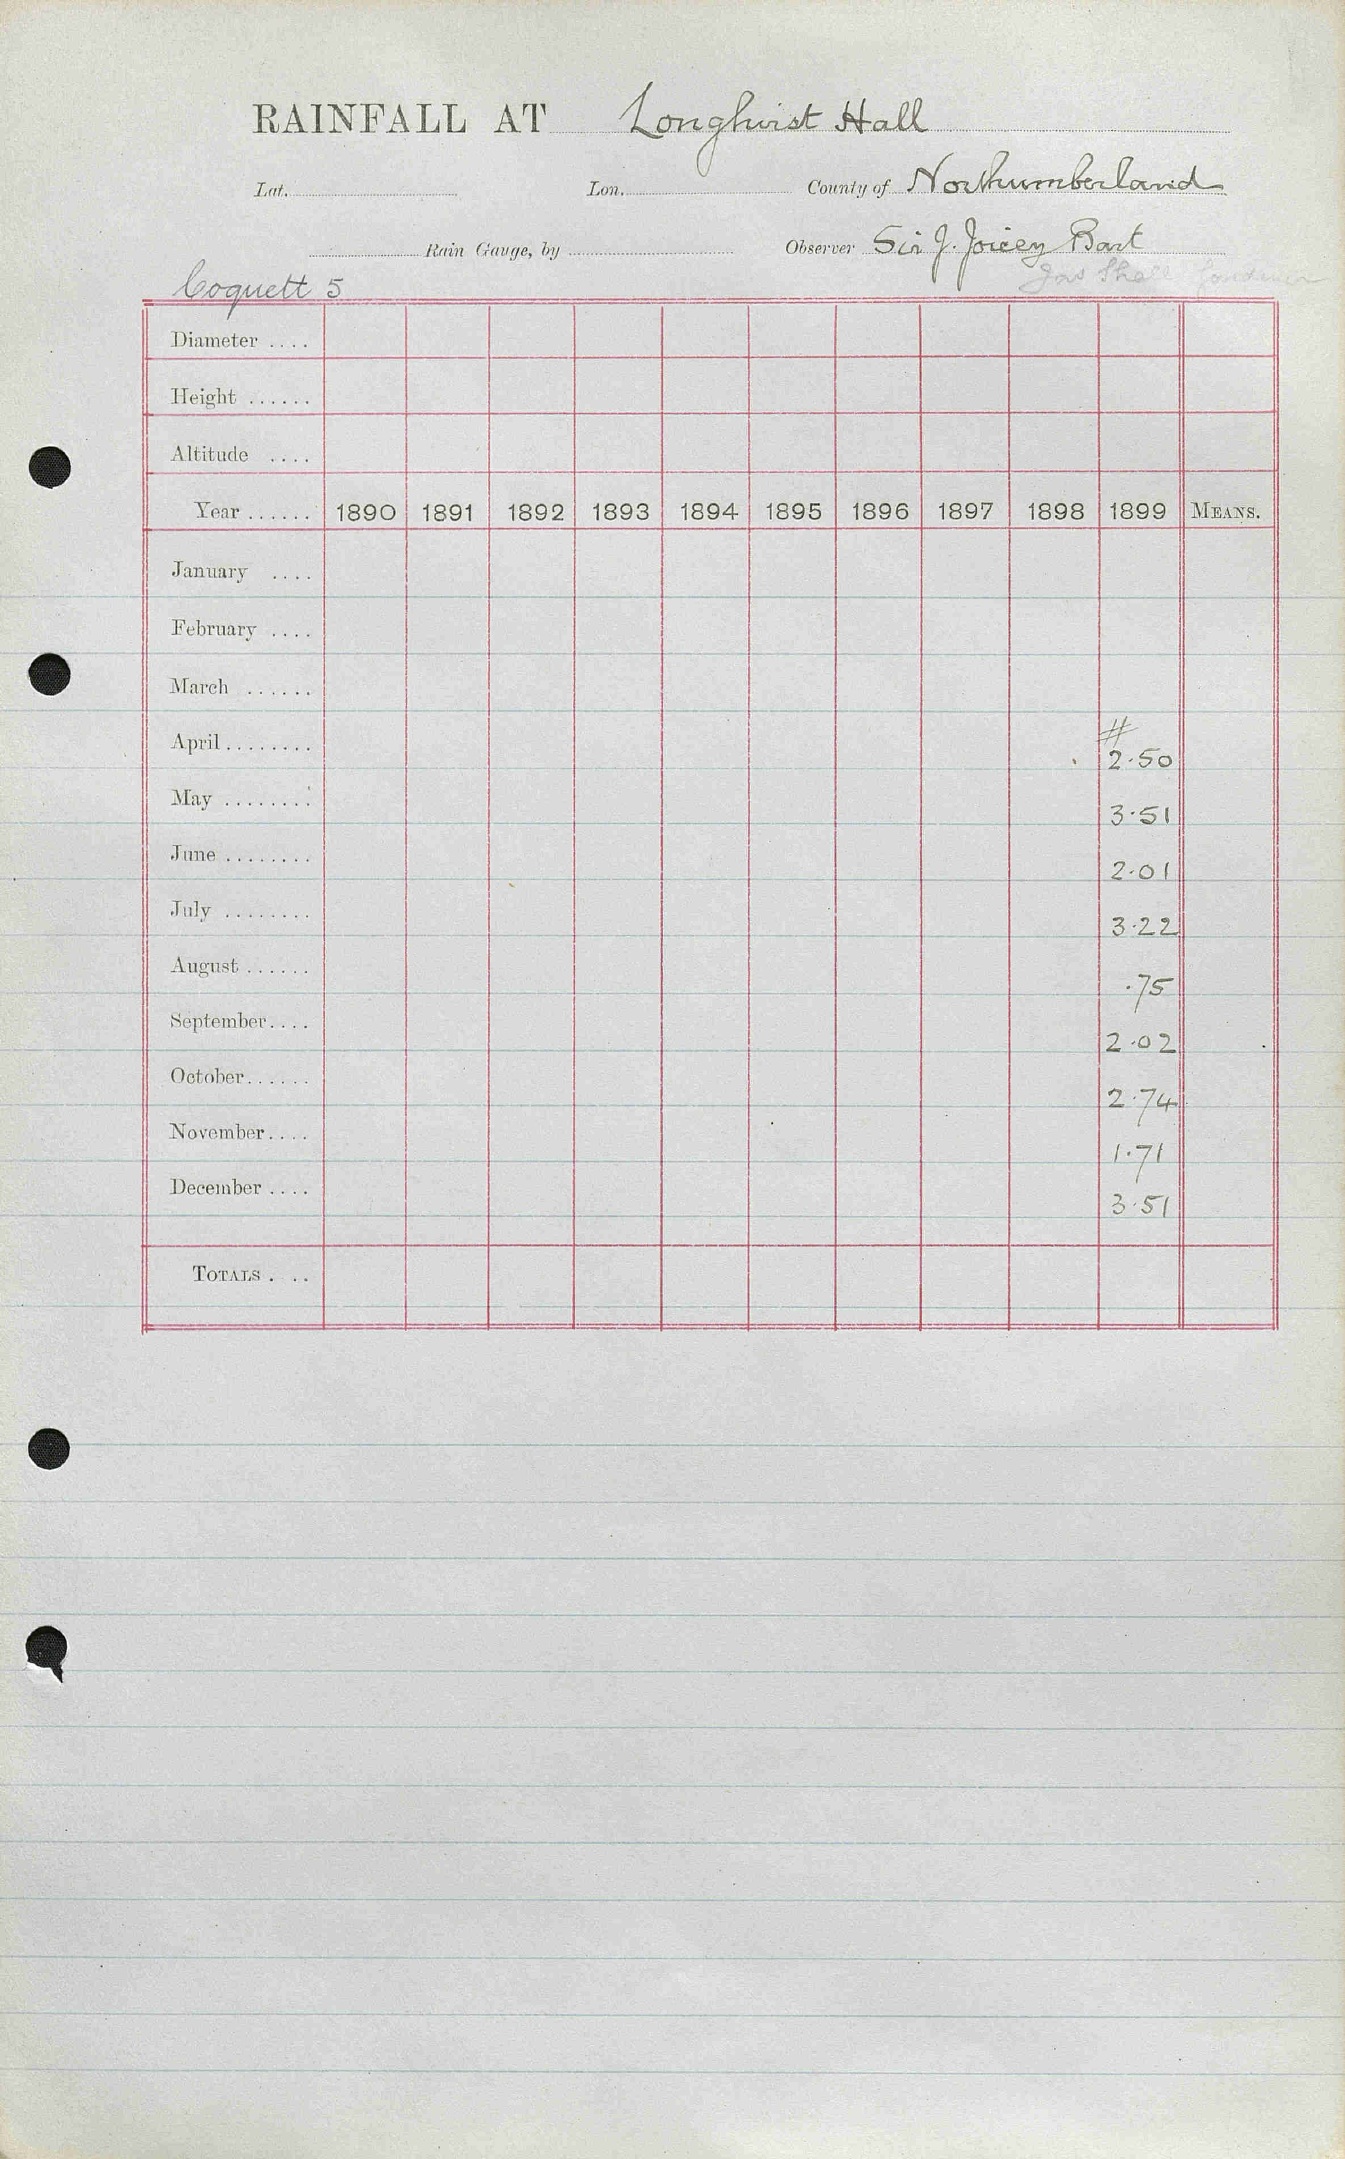 RAINFALL AT Longhirst Hall
Lat. Lon. County of Northumberland
Rain Gauge, by Observer Sir J. Joicey Bart
Coquett 5 Jas
Diameter ....
Height ......
Altitude ....
Year ...... 1890 1891 1892 1893 1894 1895 1896 1897 1898 1899 MEANS.
January ....
February ....
March ......
#
April ........ 2.50
May ........ 3.51
June ........ 2.01
July ........ 3.22
August ...... .75
September.... 2.02
October...... 2.74
November.... 1.71
December .... 3.51
TOTALS . ..